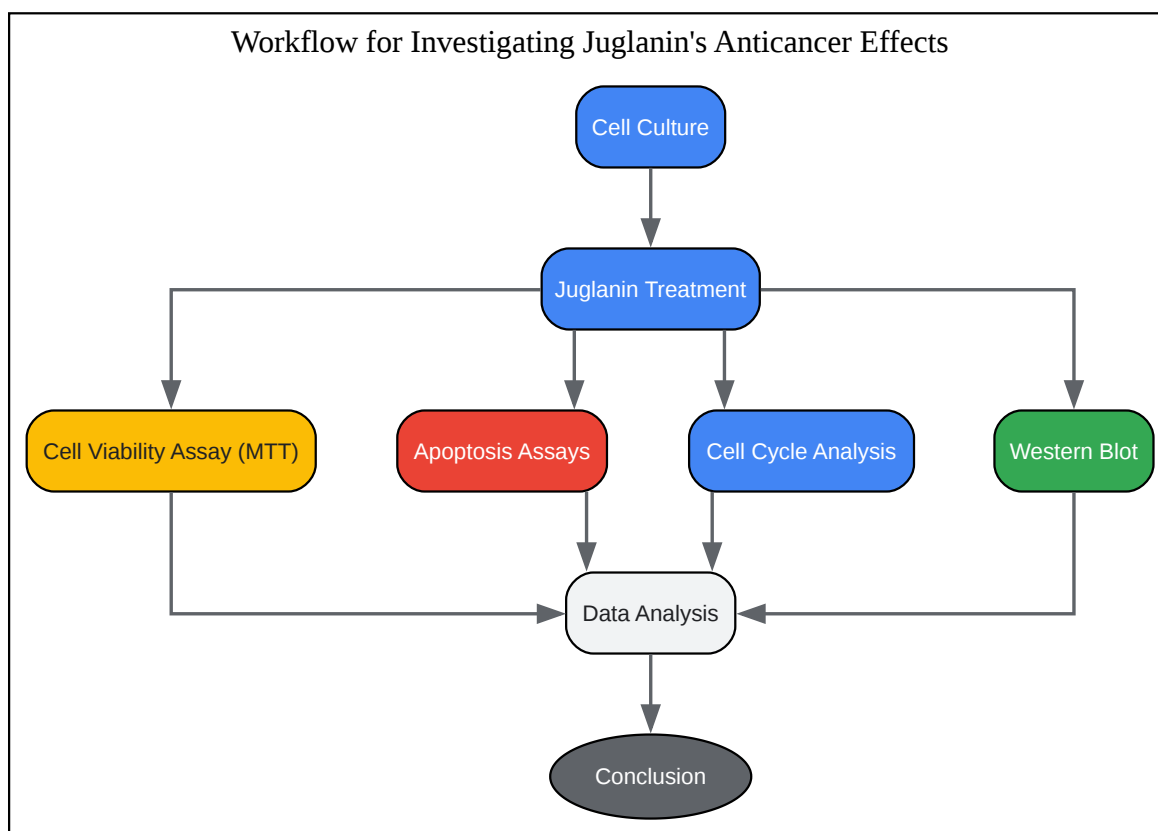 Workflow for Investigating Juglanin's Anticancer Effects
Cell Culture
Juglanin Treatment
Cell Viability Assay (MTT)
Apoptosis Assays
Cell Cycle Analysis
Western Blot
Data Analysis
Conclusion